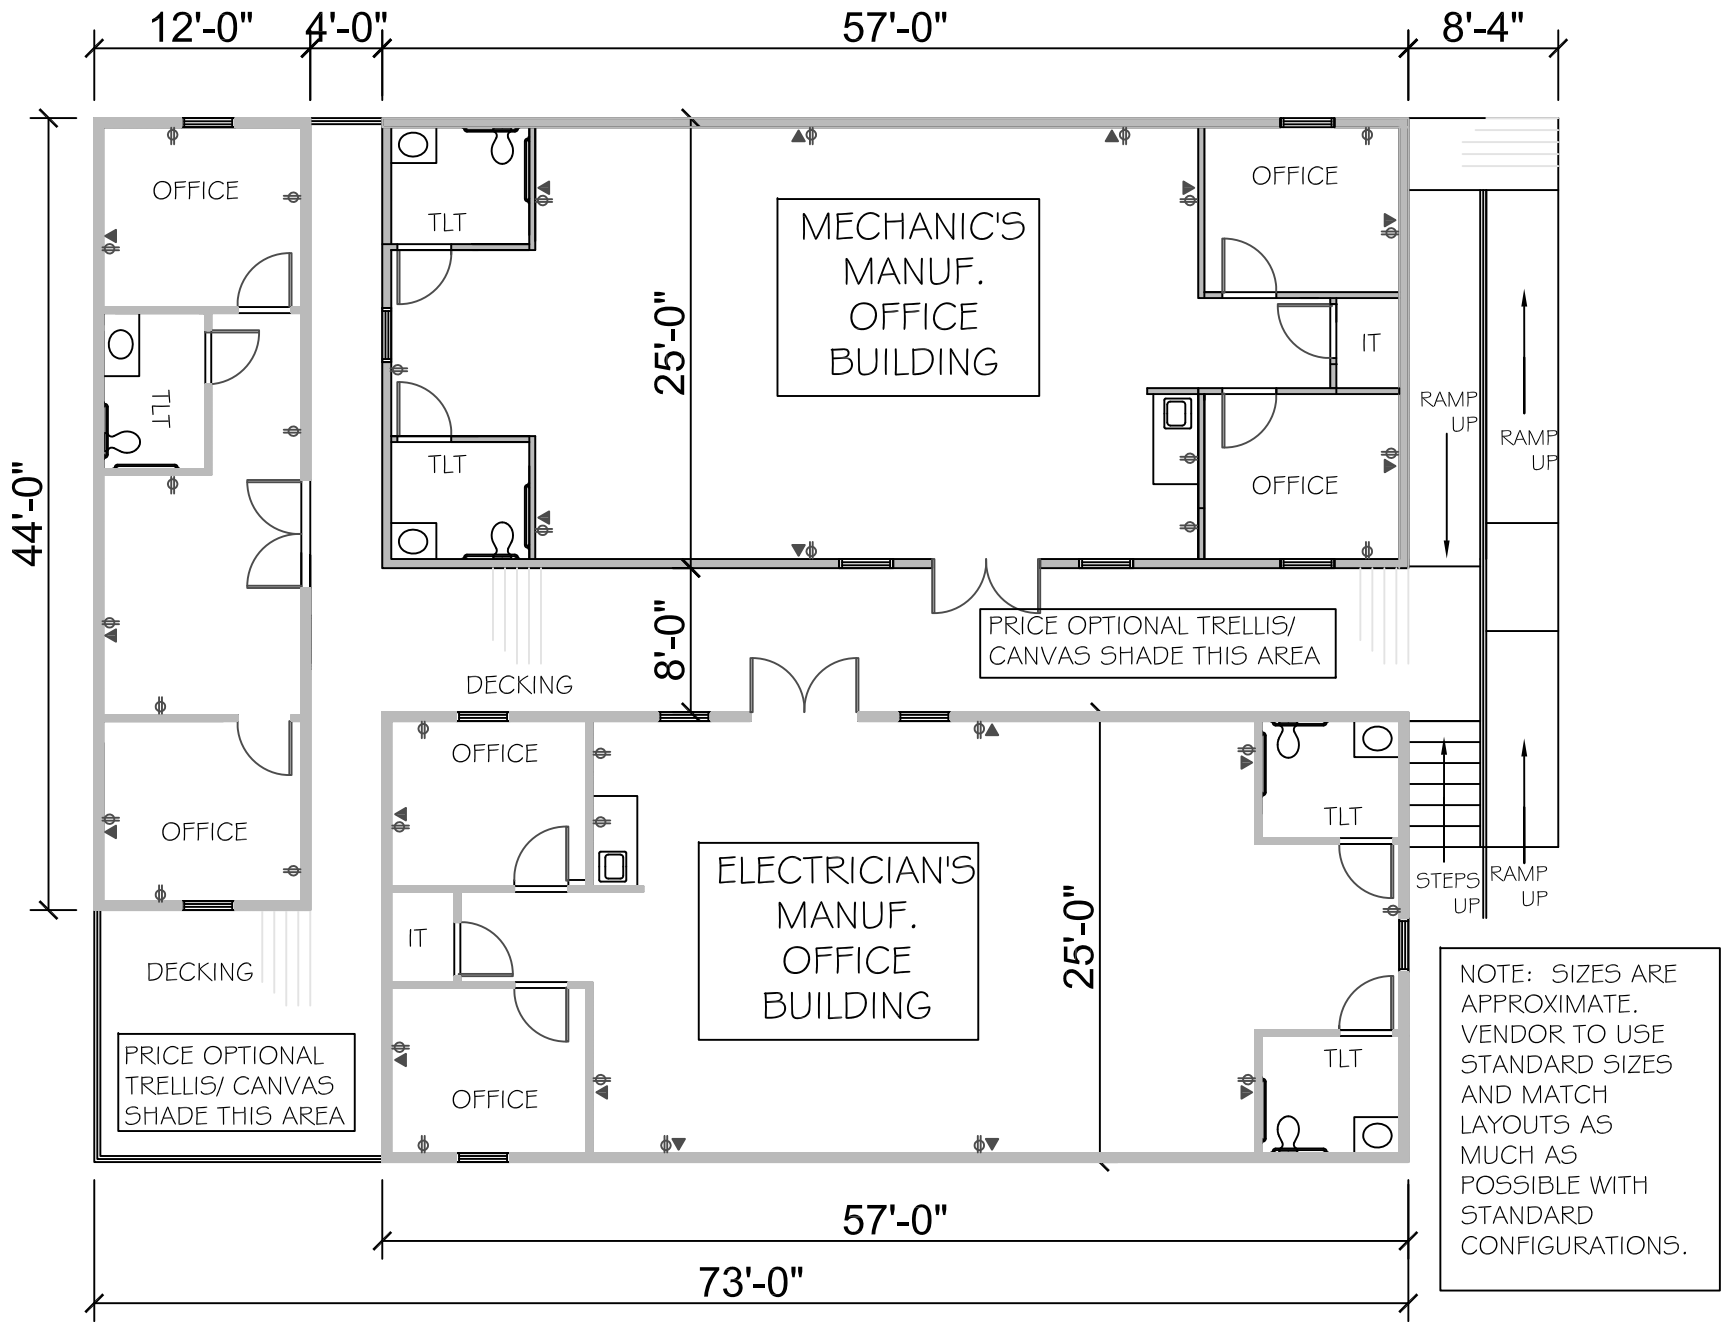 12'-0"
4'-0"
57'-0"
8'-4"
OFFICE
TLT
OFFICE
MECHANIC'S
MANUF.
OFFICE
BUILDING
25'-0"
IT
TLT
RAMP
UP
RAMP
UP
TLT
OFFICE
44'-0"
8'-0"
PRICE OPTIONAL TRELLIS/
CANVAS SHADE THIS AREA
DECKING
OFFICE
OFFICE
TLT
ELECTRICIAN'S
MANUF.
OFFICE
BUILDING
25'-0"
STEPS
UP
RAMP
UP
IT
DECKING
PRICE OPTIONAL
TRELLIS/ CANVAS
SHADE THIS AREA
OFFICE
TLT
NOTE: SIZES ARE
APPROXIMATE.
VENDOR TO USE
STANDARD SIZES
AND MATCH
LAYOUTS AS
MUCH AS
POSSIBLE WITH
STANDARD
CONFIGURATIONS.
57'-0"
73'-0"